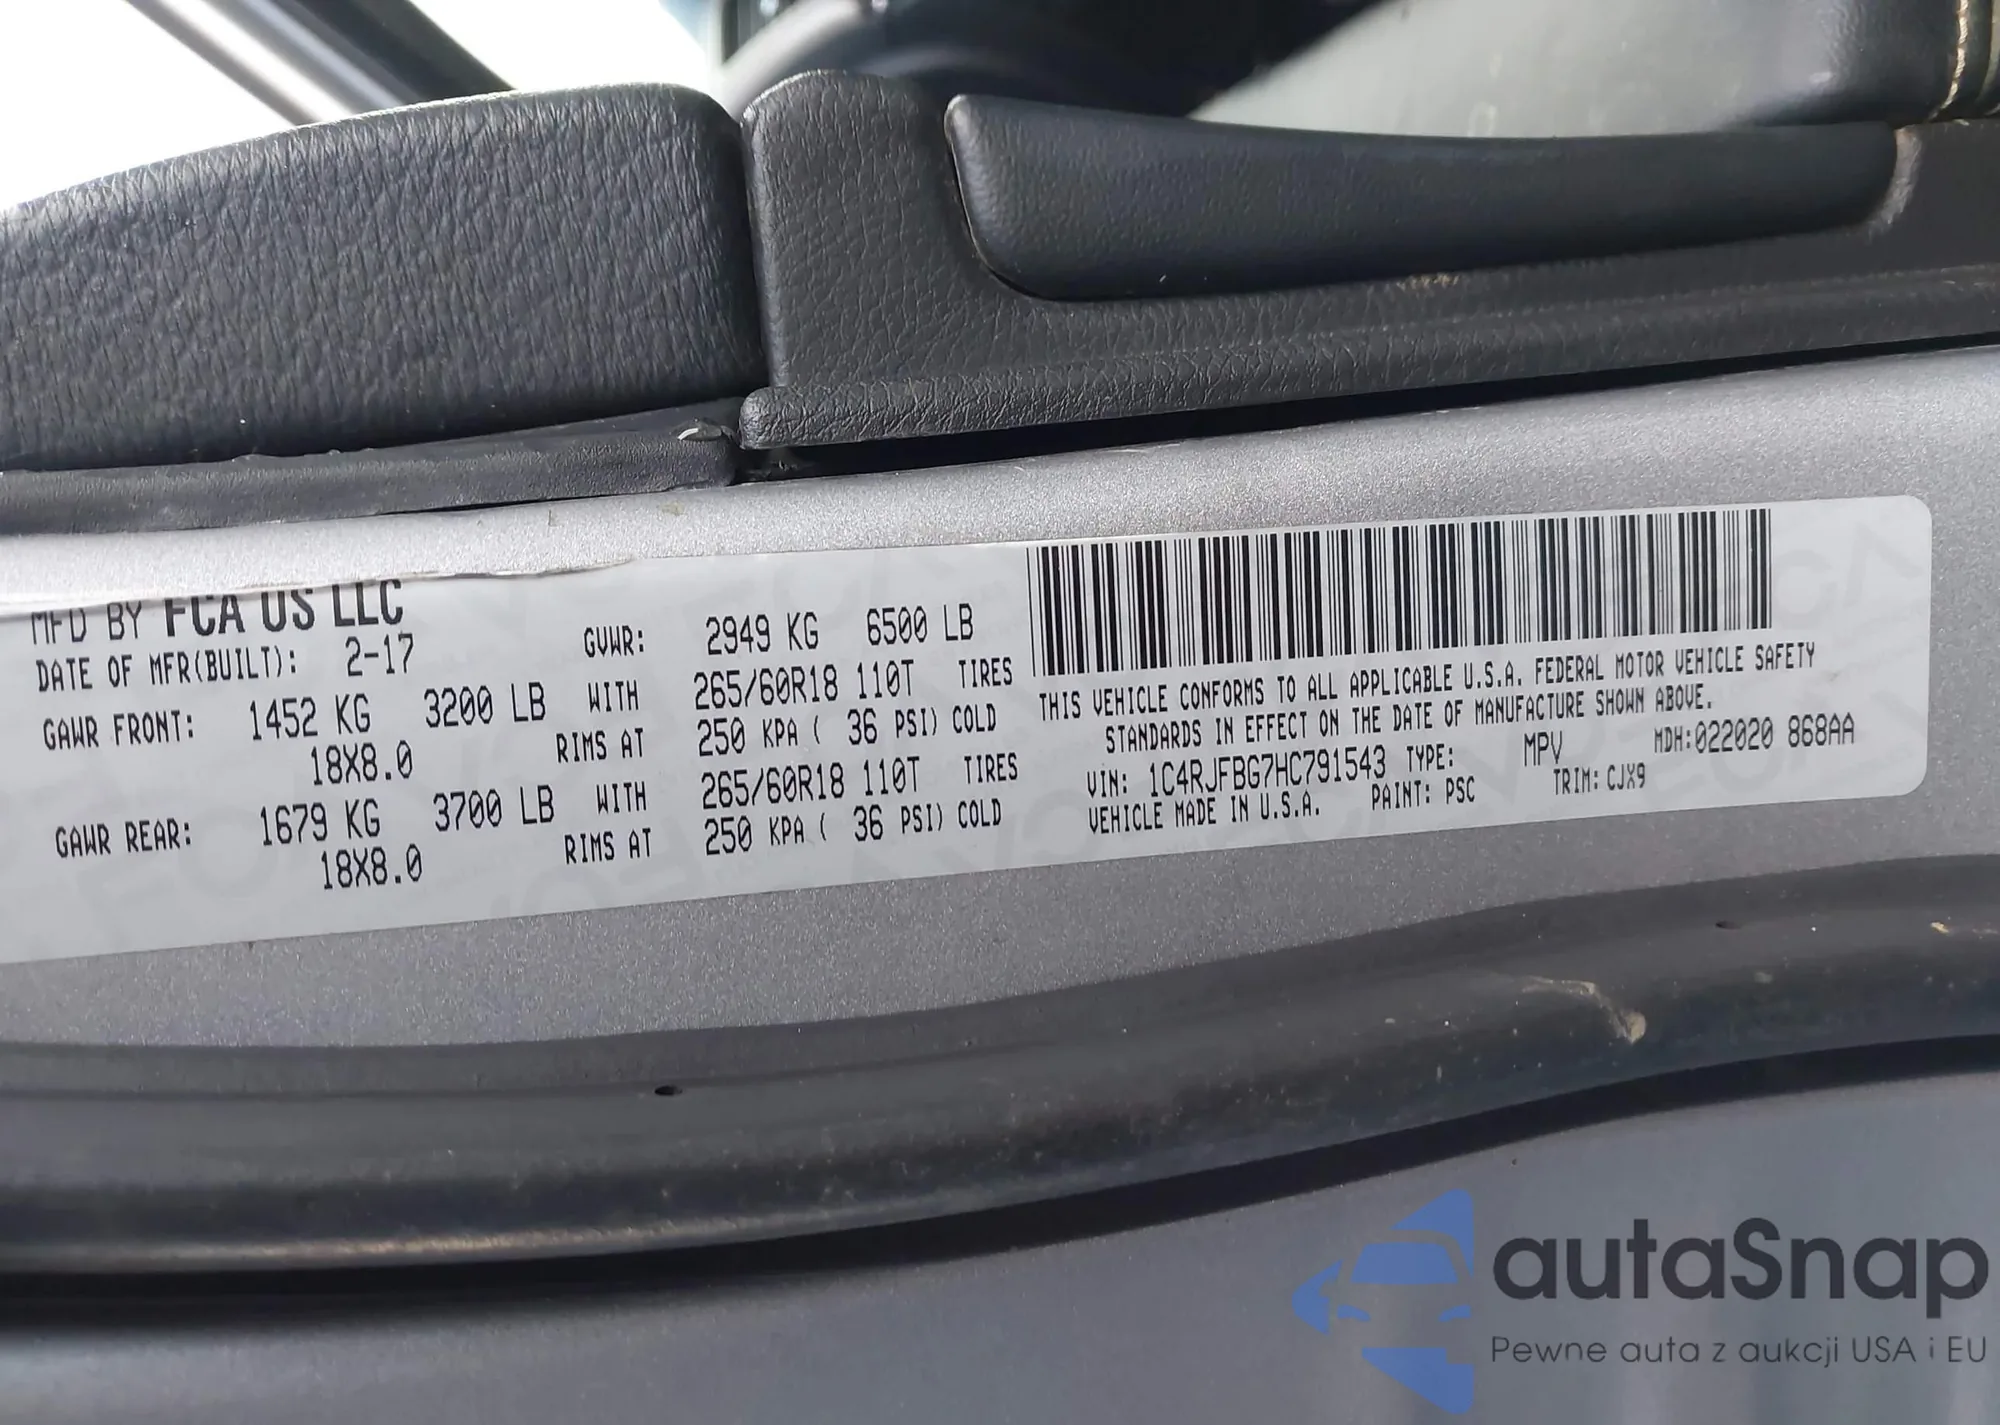 MFD BY FCA US LLC
DATE OF MFR(BUILT): 2-17
GVWR: 2949 KG 6500 LB
GAWR FRONT: 1452 KG 3200 LB WITH 265/60R18 110T TIRES
18X8.0 RIMS AT 250 KPA ( 36 PSI) COLD
GAWR REAR: 1679 KG 3700 LB WITH 265/60R18 110T TIRES
18X8.0 RIMS AT 250 KPA ( 36 PSI) COLD
THIS VEHICLE CONFORMS TO ALL APPLICABLE U.S.A. FEDERAL MOTOR VEHICLE SAFETY
STANDARDS IN EFFECT ON THE DATE OF MANUFACTURE SHOWN ABOVE.
VIN: 1C4RJFBG7HC791543 TYPE: MPV MDH:022020 868AA
VEHICLE MADE IN U.S.A. PAINT: PSC TRIM: CJX9
autaSnap
Pewne auta z aukcji USA i EU